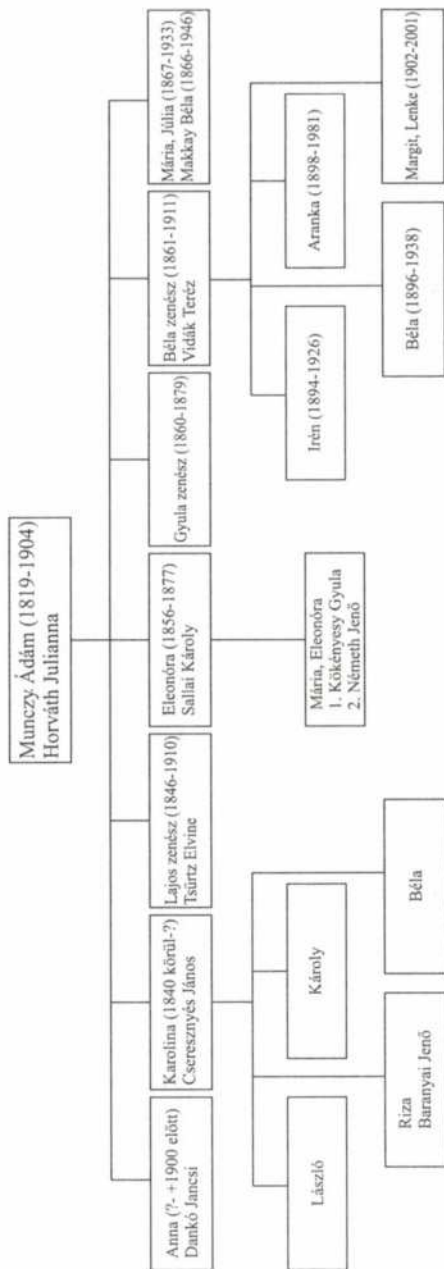 Munczy Ádám (1819-1904)
Horváth Julianna
Anna (?- +1900 előtt)
Dankó Jancsi
Karolina (1840 körül-?)
Cseresznyés János
Lajos zenész (1846-1910)
Tsürtz Elvine
Eleonóra (1856-1877)
Sallai Károly
Gyula zenész (1860-1879)
Béla zenész (1861-1911)
Vidák Teréz
Mária, Júlia (1867-1933)
Makkay Béla (1866-1946)
László
Riza
Baranyai Jenő
Károly
Béla
Mária, Eleonóra
1. Kökényesy Gyula
2. Németh Jenő
Irén (1894-1926)
Béla (1896-1938)
Aranka (1898-1981)
Margit, Lenke (1902-2001)